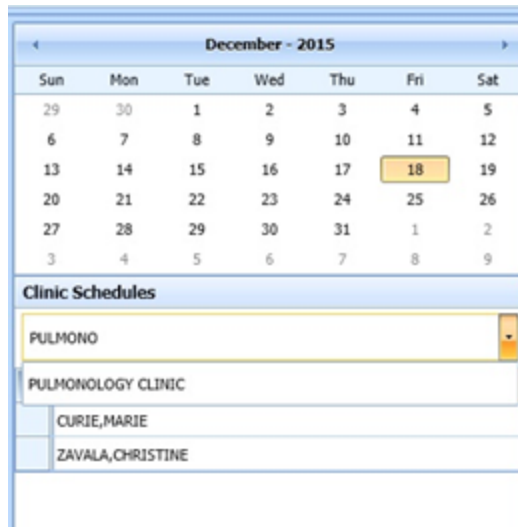 December - 2015
Sun Mon Tue Wed Thu Fri Sat
29 30 1 2 3 4 5
6 7 8 9 10 11 12
13 14 15 16 17 18 19
20 21 22 23 24 25 26
27 28 29 30 31 1 2
3 4 5 6 7 8 9
Clinic Schedules
PULMONO
PULMONOLOGY CLINIC
CURIE,MARIE
ZAVALA,CHRISTINE